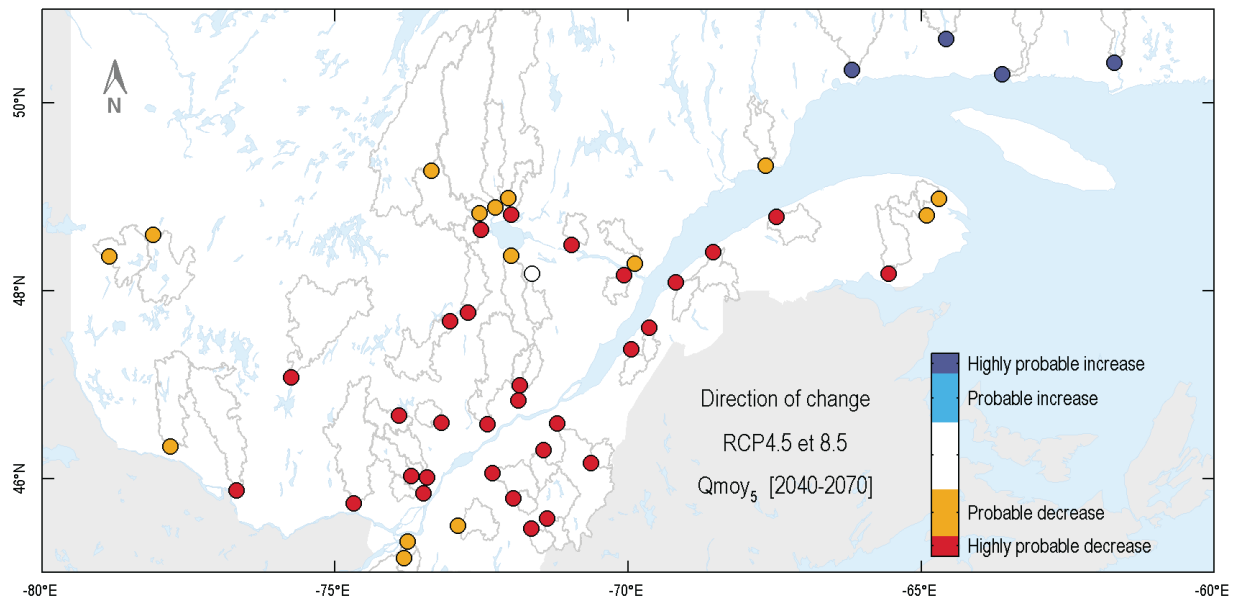 N
50°N
48°N
46°N
Direction of change
RCP4.5 et 8.5
Qmoy5 [2040-2070]
Highly probable increase
Probable increase
Probable decrease
Highly probable decrease
-80°E -75°E -70°E -65°E -60°E